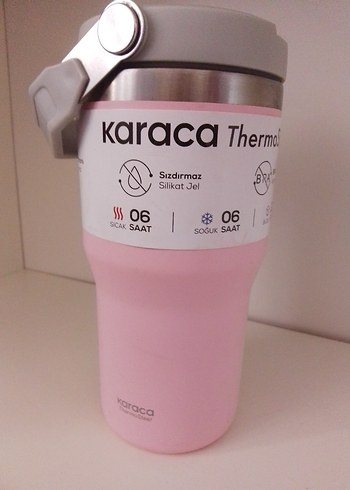 Karaca Thermo
Sızdırmaz
Silikat Jel
06
SICAK SAAT
06
SOĞUK SAAT
karaca